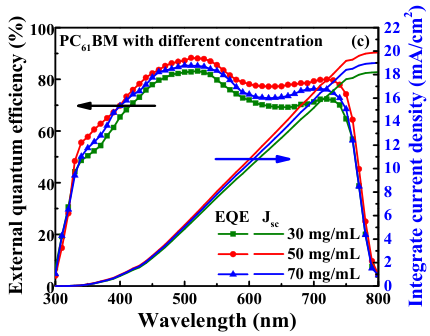 PC61BM with different concentration (c)
External quantum efficiency (%)
100
80
60
40
20
0
22
20
18
16
14
12
10
8
6
4
2
0
Integrate current density (mA/cm²)
EQE Jsc
30 mg/mL
50 mg/mL
70 mg/mL
300 400 500 600 700 800
Wavelength (nm)